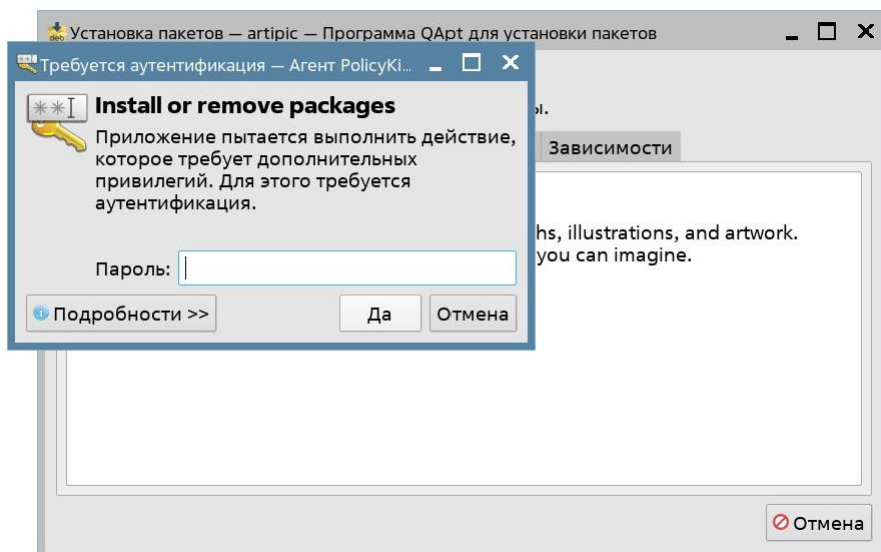 Установка пакетов — artipic — Программа QApt для установки пакетов
Требуется аутентификация — Агент PolicyKi...
Install or remove packages
Приложение пытается выполнить действие,
которое требует дополнительных
привилегий. Для этого требуется
аутентификация.
Пароль:
Подробности >>
Да
Отмена
ы.
Зависимости
hs, illustrations, and artwork.
you can imagine.
Отмена